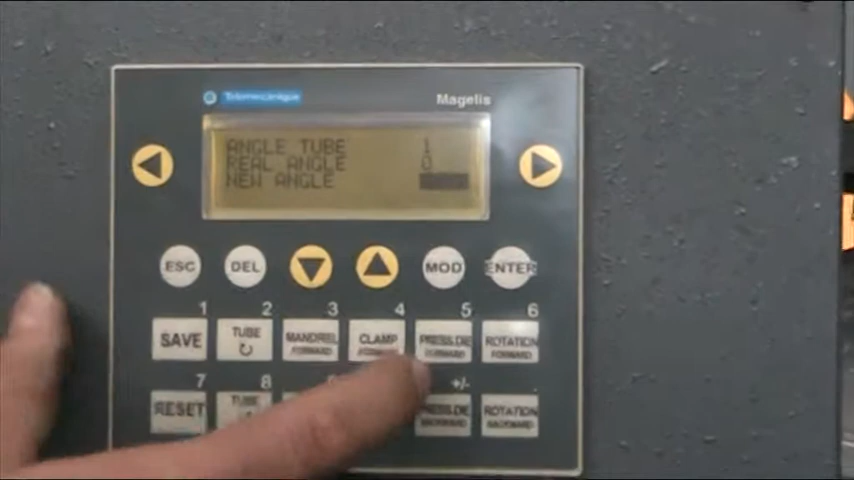 Telemecanique
Magelis
ANGLE TUBE 1
REAL ANGLE 0
NEW ANGLE
ESC DEL MOD ENTER
1 2 3 4 5 6
SAVE TUBE MANDREL FORWARD CLAMP FORWARD PRESS.DIE FORWARD ROTATION FORWARD
7 8 +/- .
RESET TUBE PRESS.DIE BACKWARD ROTATION BACKWARD